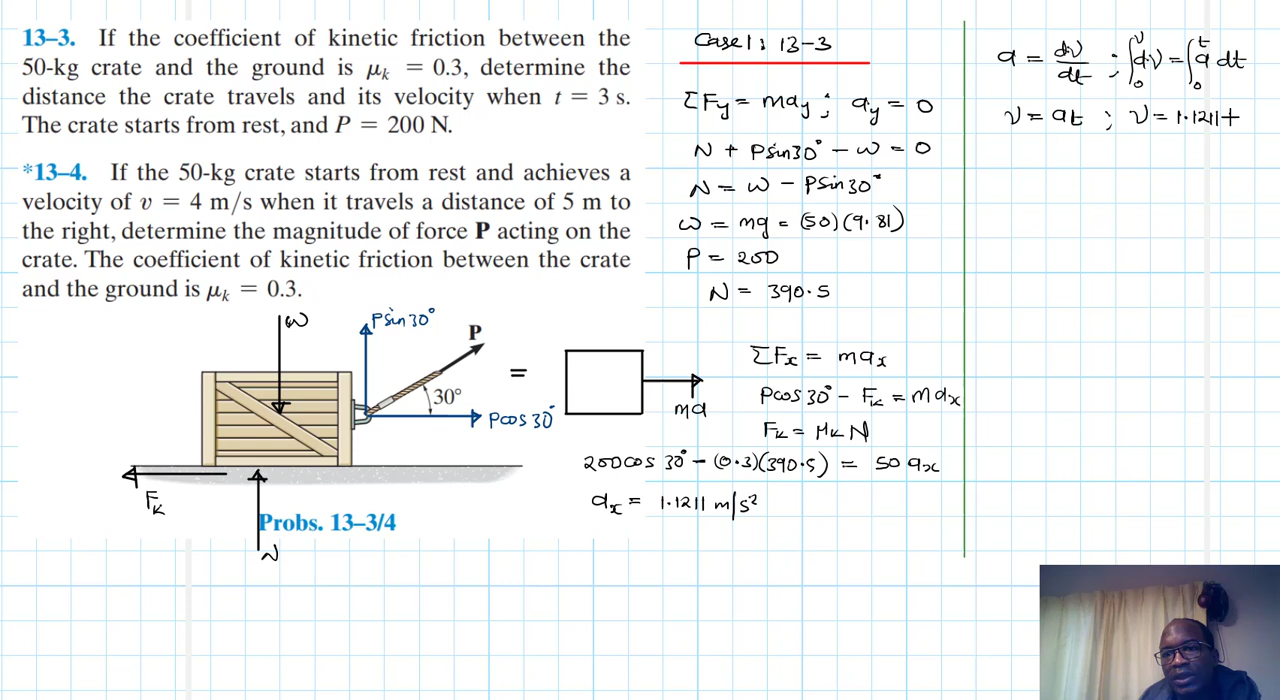 13–3. If the coefficient of kinetic friction between the
50-kg crate and the ground is μk = 0.3, determine the
distance the crate travels and its velocity when t = 3 s.
The crate starts from rest, and P = 200 N.
*13–4. If the 50-kg crate starts from rest and achieves a
velocity of v = 4 m/s when it travels a distance of 5 m to
the right, determine the magnitude of force P acting on the
crate. The coefficient of kinetic friction between the crate
and the ground is μk = 0.3.
W
Psin30°
P
30°
Pcos30°
Fk
N
Probs. 13–3/4
=
ma
Case 1: 13-3
ΣFy = may ; ay = 0
N + Psin30° - W = 0
N = W - Psin30°
W = mg = (50)(9.81)
P = 200
N = 390.5
ΣFx = max
Pcos30° - Fk = max
Fk = μk N
200cos 30° - (0.3)(390.5) = 50 ax
ax = 1.1211 m/s²
a = dv/dt ; ∫₀ᵛ dv = ∫₀ᵗ a dt
v = at ; v = 1.1211t